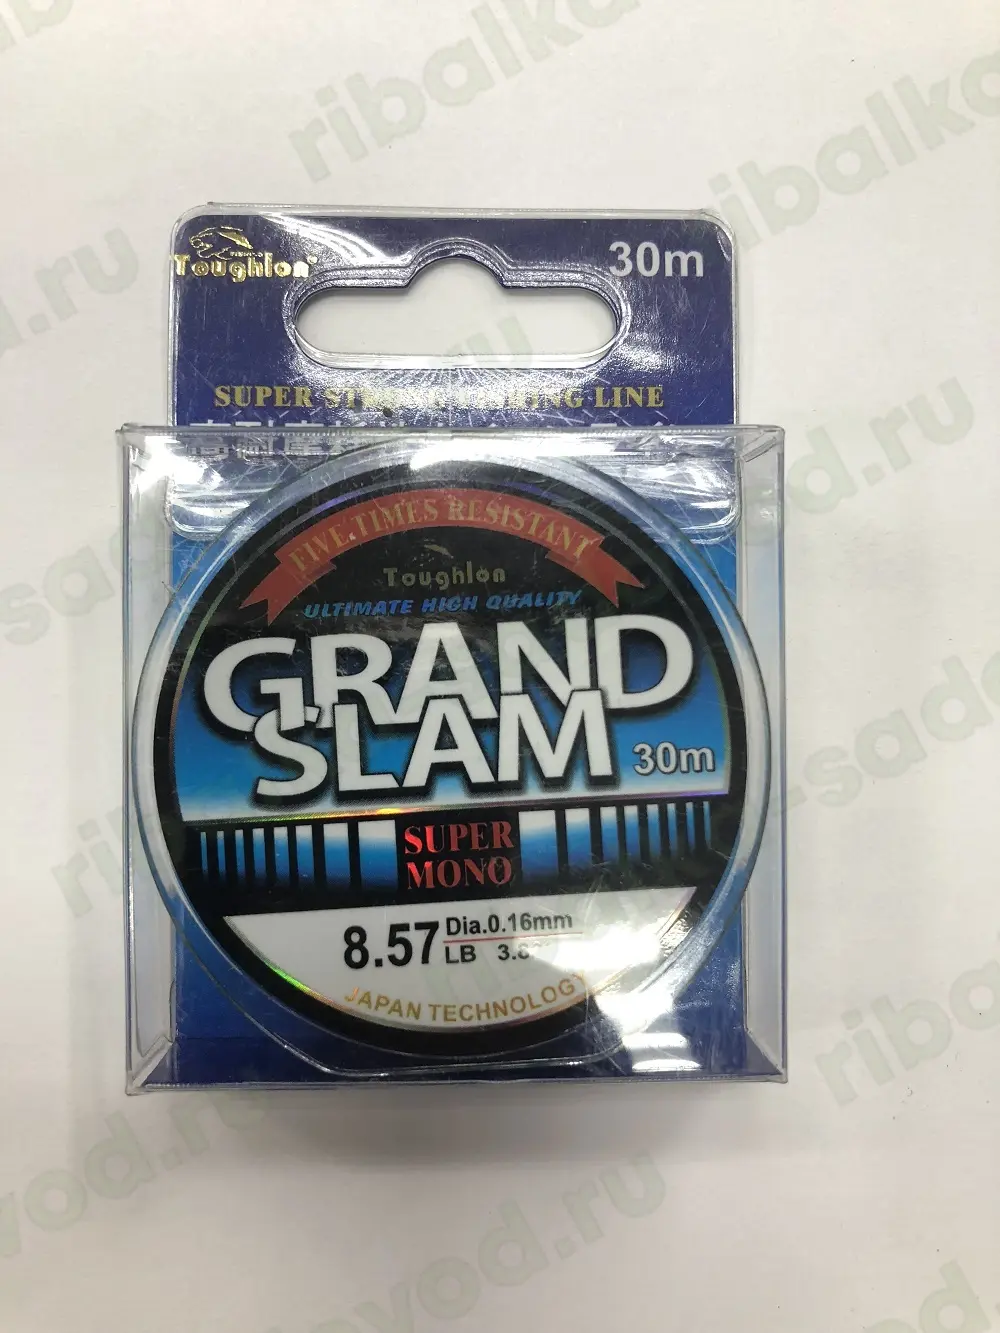 Toughlon
30m
SUPER STRONG FISHING LINE
FIVE TIMES RESISTANT
Toughlon
ULTIMATE HIGH QUALITY
GRAND
SLAM
30m
SUPER
MONO
8.57
Dia.0.16mm
LB
JAPAN TECHNOLOGY